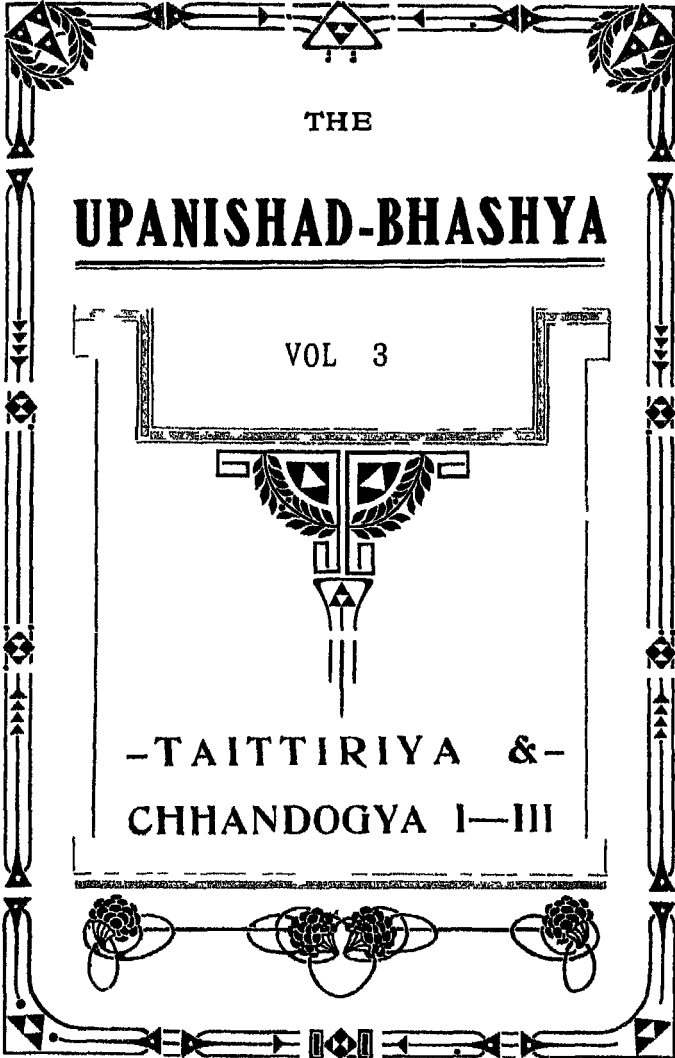 THE
UPANISHAD-BHASHYA
VOL 3
-TAITTIRIYA &-
CHHANDOGYA I—III